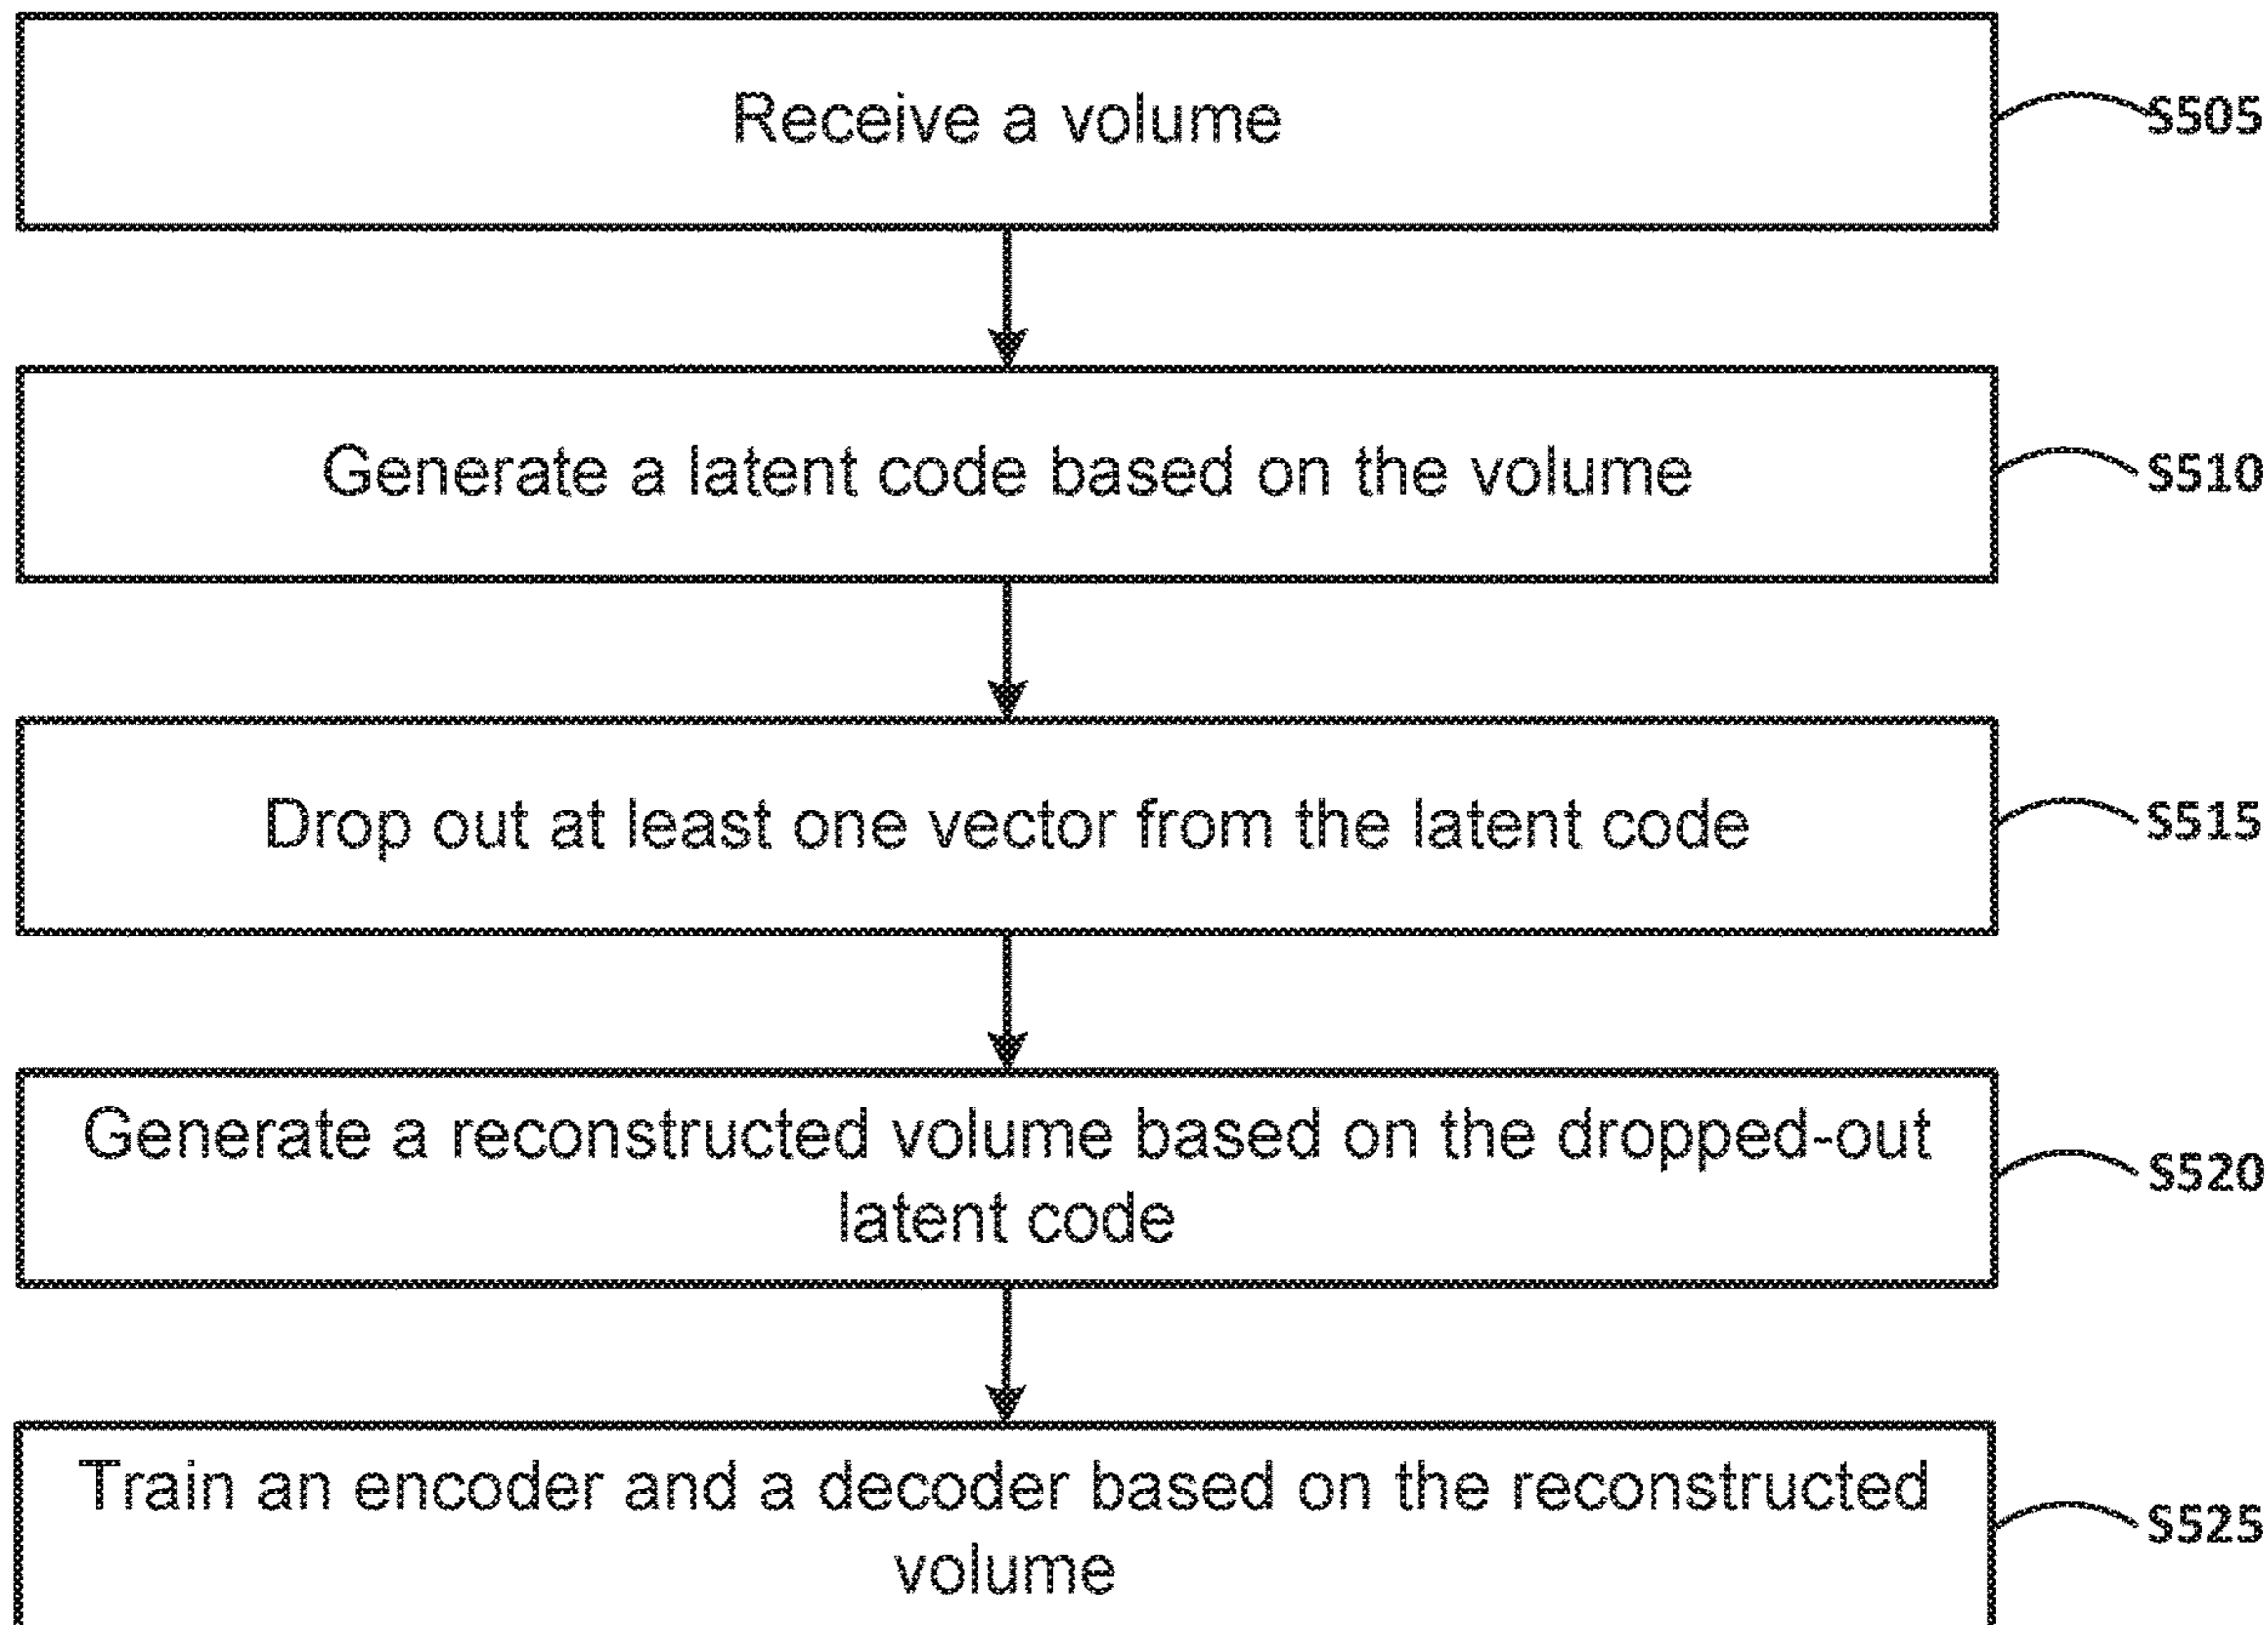 Receive a volume
S505
Generate a latent code based on the volume
S510
Drop out at least one vector from the latent code
S515
Generate a reconstructed volume based on the dropped-out
latent code
S520
Train an encoder and a decoder based on the reconstructed
volume
S525